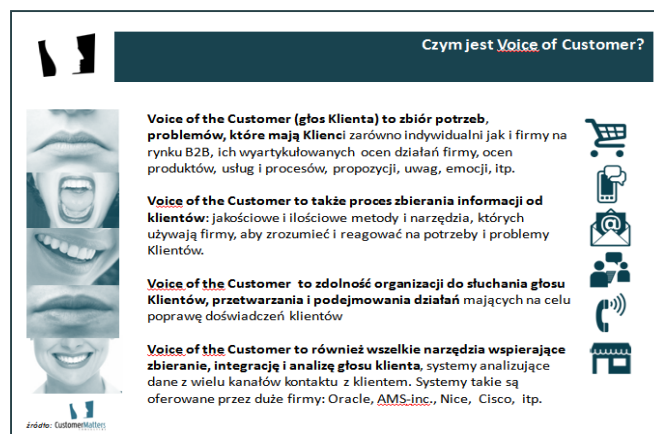 Czym jest Voice of Customer?
Voice of the Customer (głos Klienta) to zbiór potrzeb,
problemów, które mają Klienci zarówno indywidualni jak i firmy na
rynku B2B, ich wyartykułowanych ocen działań firmy, ocen
produktów, usług i procesów, propozycji, uwag, emocji, itp.
Voice of the Customer to także proces zbierania informacji od
klientów: jakościowe i ilościowe metody i narzędzia, których
używają firmy, aby zrozumieć i reagować na potrzeby i problemy
Klientów.
Voice of the Customer to zdolność organizacji do słuchania głosu
Klientów, przetwarzania i podejmowania działań mających na celu
poprawę doświadczeń klientów
Voice of the Customer to również wszelkie narzędzia wspierające
zbieranie, integrację i analizę głosu klienta, systemy analizujące
dane z wielu kanałów kontaktu z klientem. Systemy takie są
oferowane przez duże firmy: Oracle, AMS-inc., Nice, Cisco, itp.
źródło: CustomerMatters